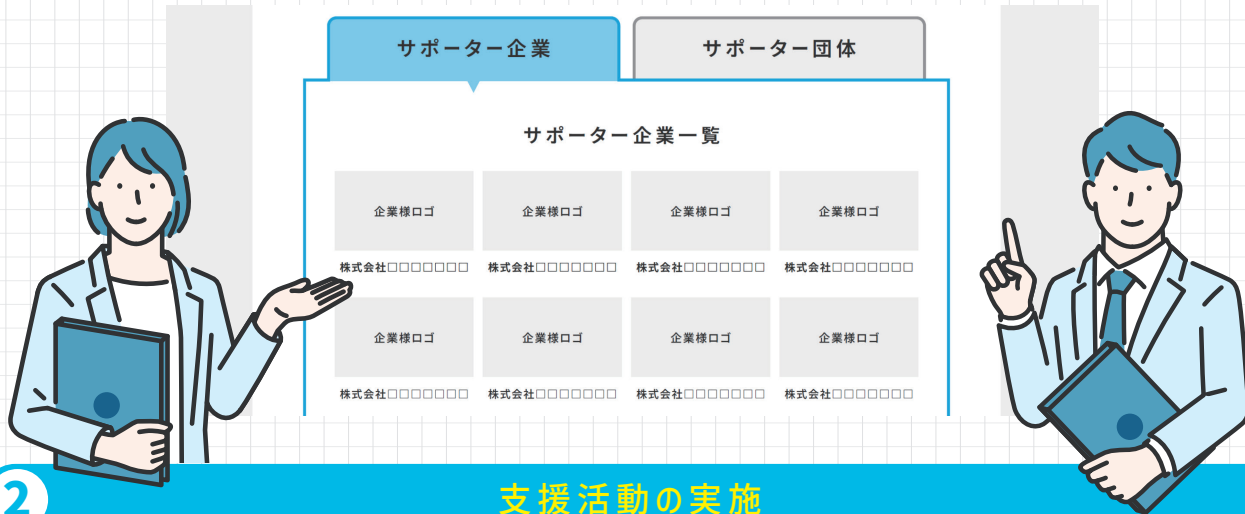 サポーター企業 サポーター団体
サポーター企業一覧
企業様ロゴ 企業様ロゴ 企業様ロゴ 企業様ロゴ
株式会社□□□□□□□ 株式会社□□□□□□□ 株式会社□□□□□□□ 株式会社□□□□□□□
企業様ロゴ 企業様ロゴ 企業様ロゴ 企業様ロゴ
株式会社□□□□□□□ 株式会社□□□□□□□ 株式会社□□□□□□□ 株式会社□□□□□□□
2 支援活動の実施